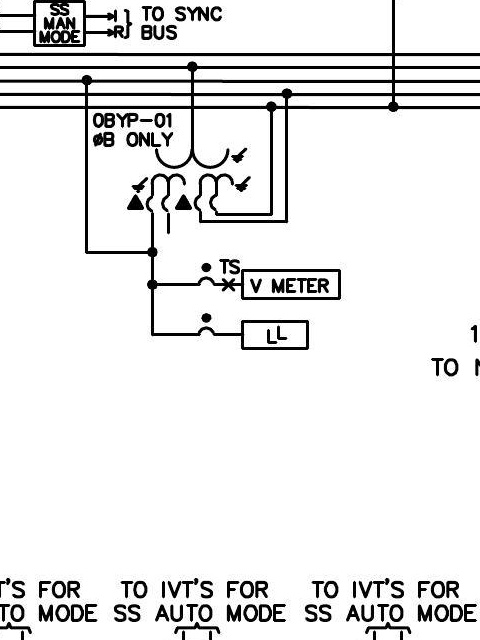 SS
MAN
MODE
I
R
TO SYNC
BUS
0BYP-01
ØB ONLY
TS
V METER
LL
1
TO N
T'S FOR
TO MODE
TO IVT'S FOR
SS AUTO MODE
TO IVT'S FOR
SS AUTO MODE